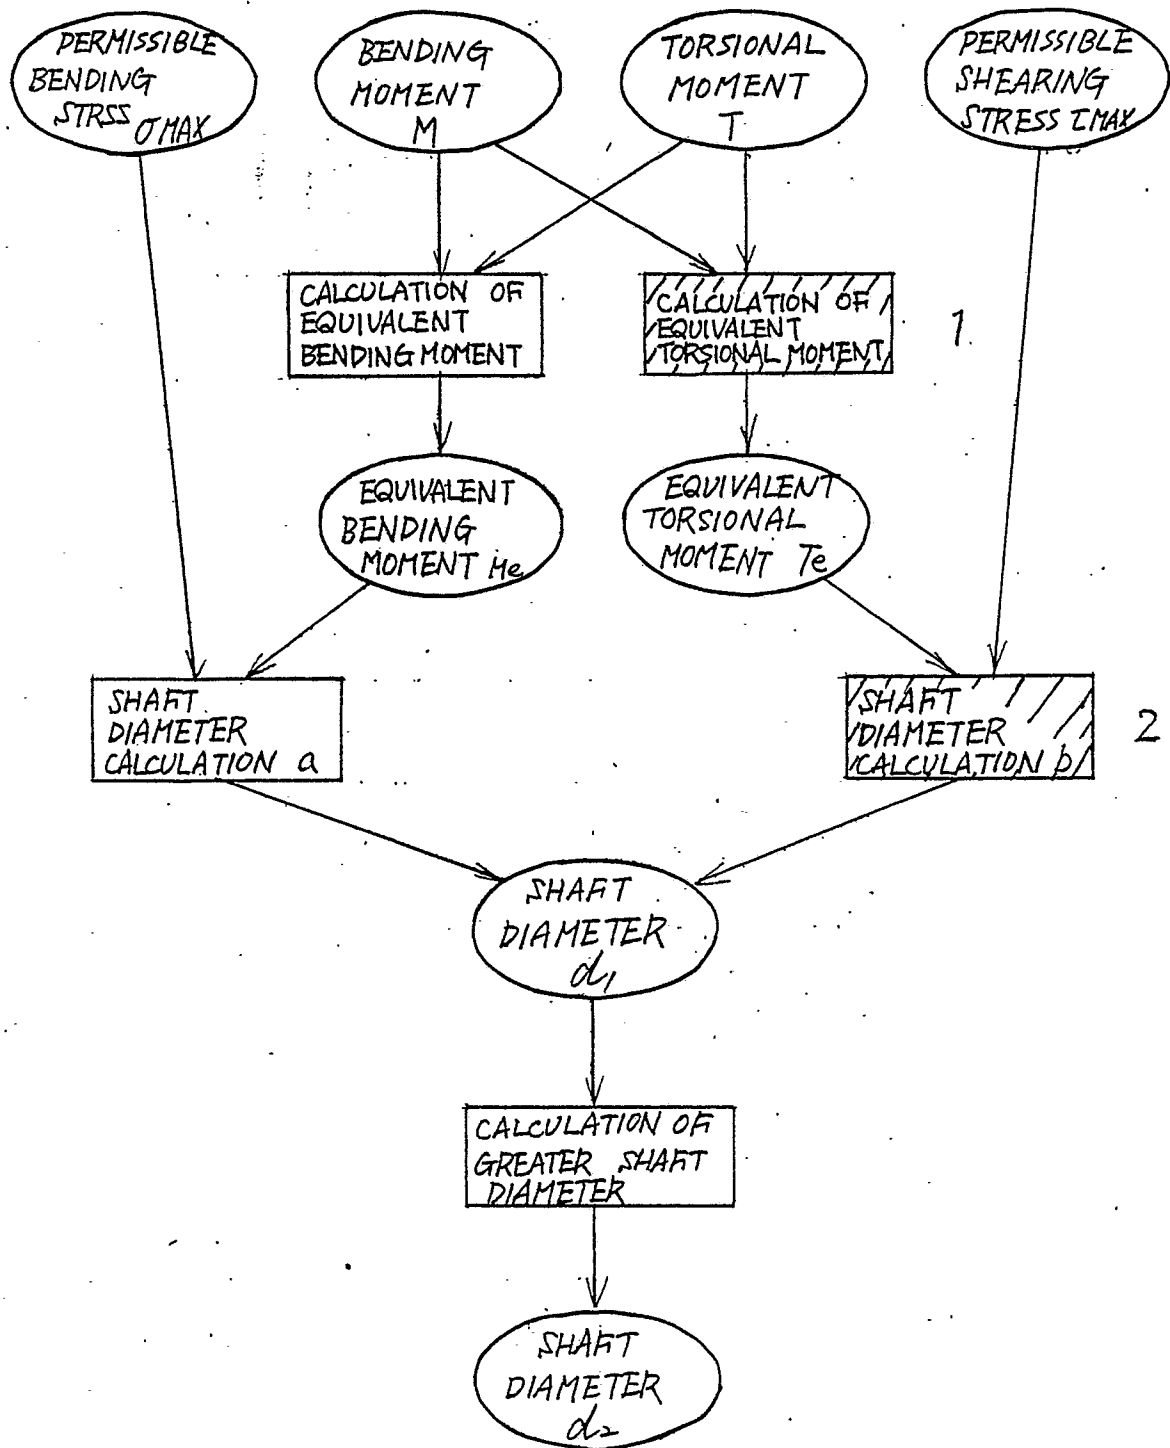 PERMISSIBLE
BENDING
STRSS σMAX
BENDING
MOMENT
M
TORSIONAL
MOMENT
T
PERMISSIBLE
SHEARING
STRESS τMAX
CALCULATION OF
EQUIVALENT
BENDING MOMENT
CALCULATION OF
EQUIVALENT
TORSIONAL MOMENT
1
EQUIVALENT
BENDING
MOMENT Me
EQUIVALENT
TORSIONAL
MOMENT Te
SHAFT
DIAMETER
CALCULATION a
SHAFT
DIAMETER
CALCULATION b
2
SHAFT
DIAMETER
d₁
CALCULATION OF
GREATER SHAFT
DIAMETER
SHAFT
DIAMETER
d₂